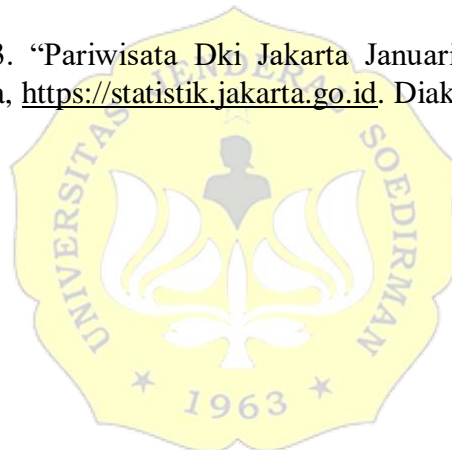 3. “Pariwisata Dki Jakarta Januari
a, https://statistik.jakarta.go.id. Diak
UNIVERSITAS JENDERAL SOEDIRMAN
★ 1963 ★